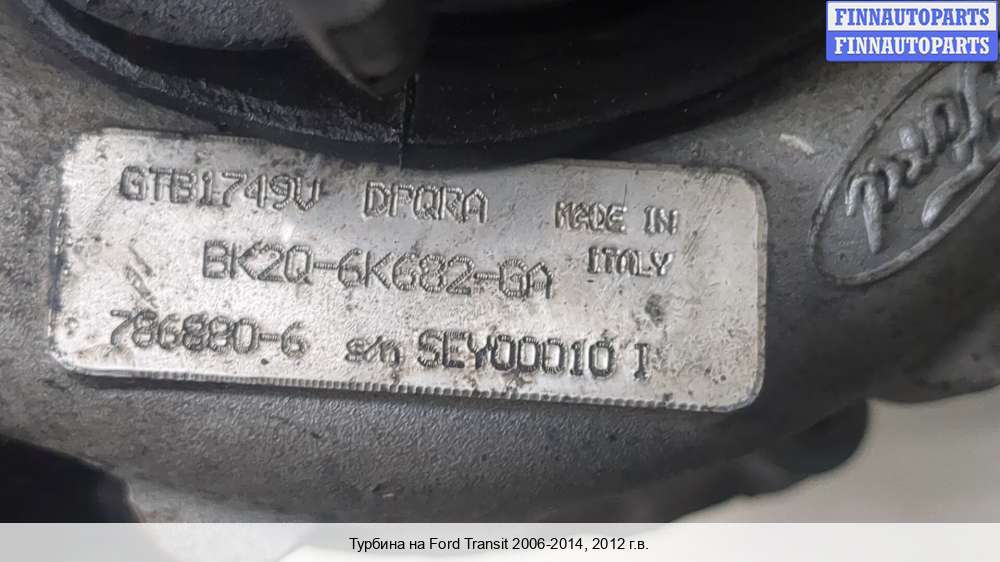 FINNAUTOPARTS
FINNAUTOPARTS
Ford
GTB1749V DPQRA MADE IN
ITALY
BK2Q-6K682-GA
786880-6 s/n SEY00010 I
Турбина на Ford Transit 2006-2014, 2012 г.в.